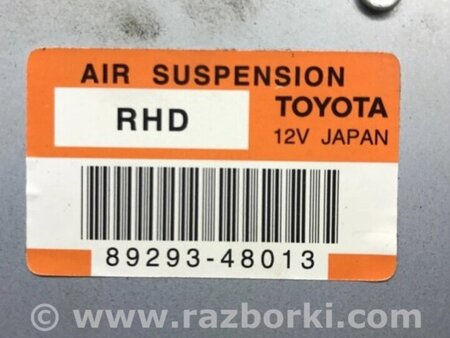 AIR SUSPENSION
RHD
TOYOTA
12V JAPAN
89293-48013
www.razborki.com